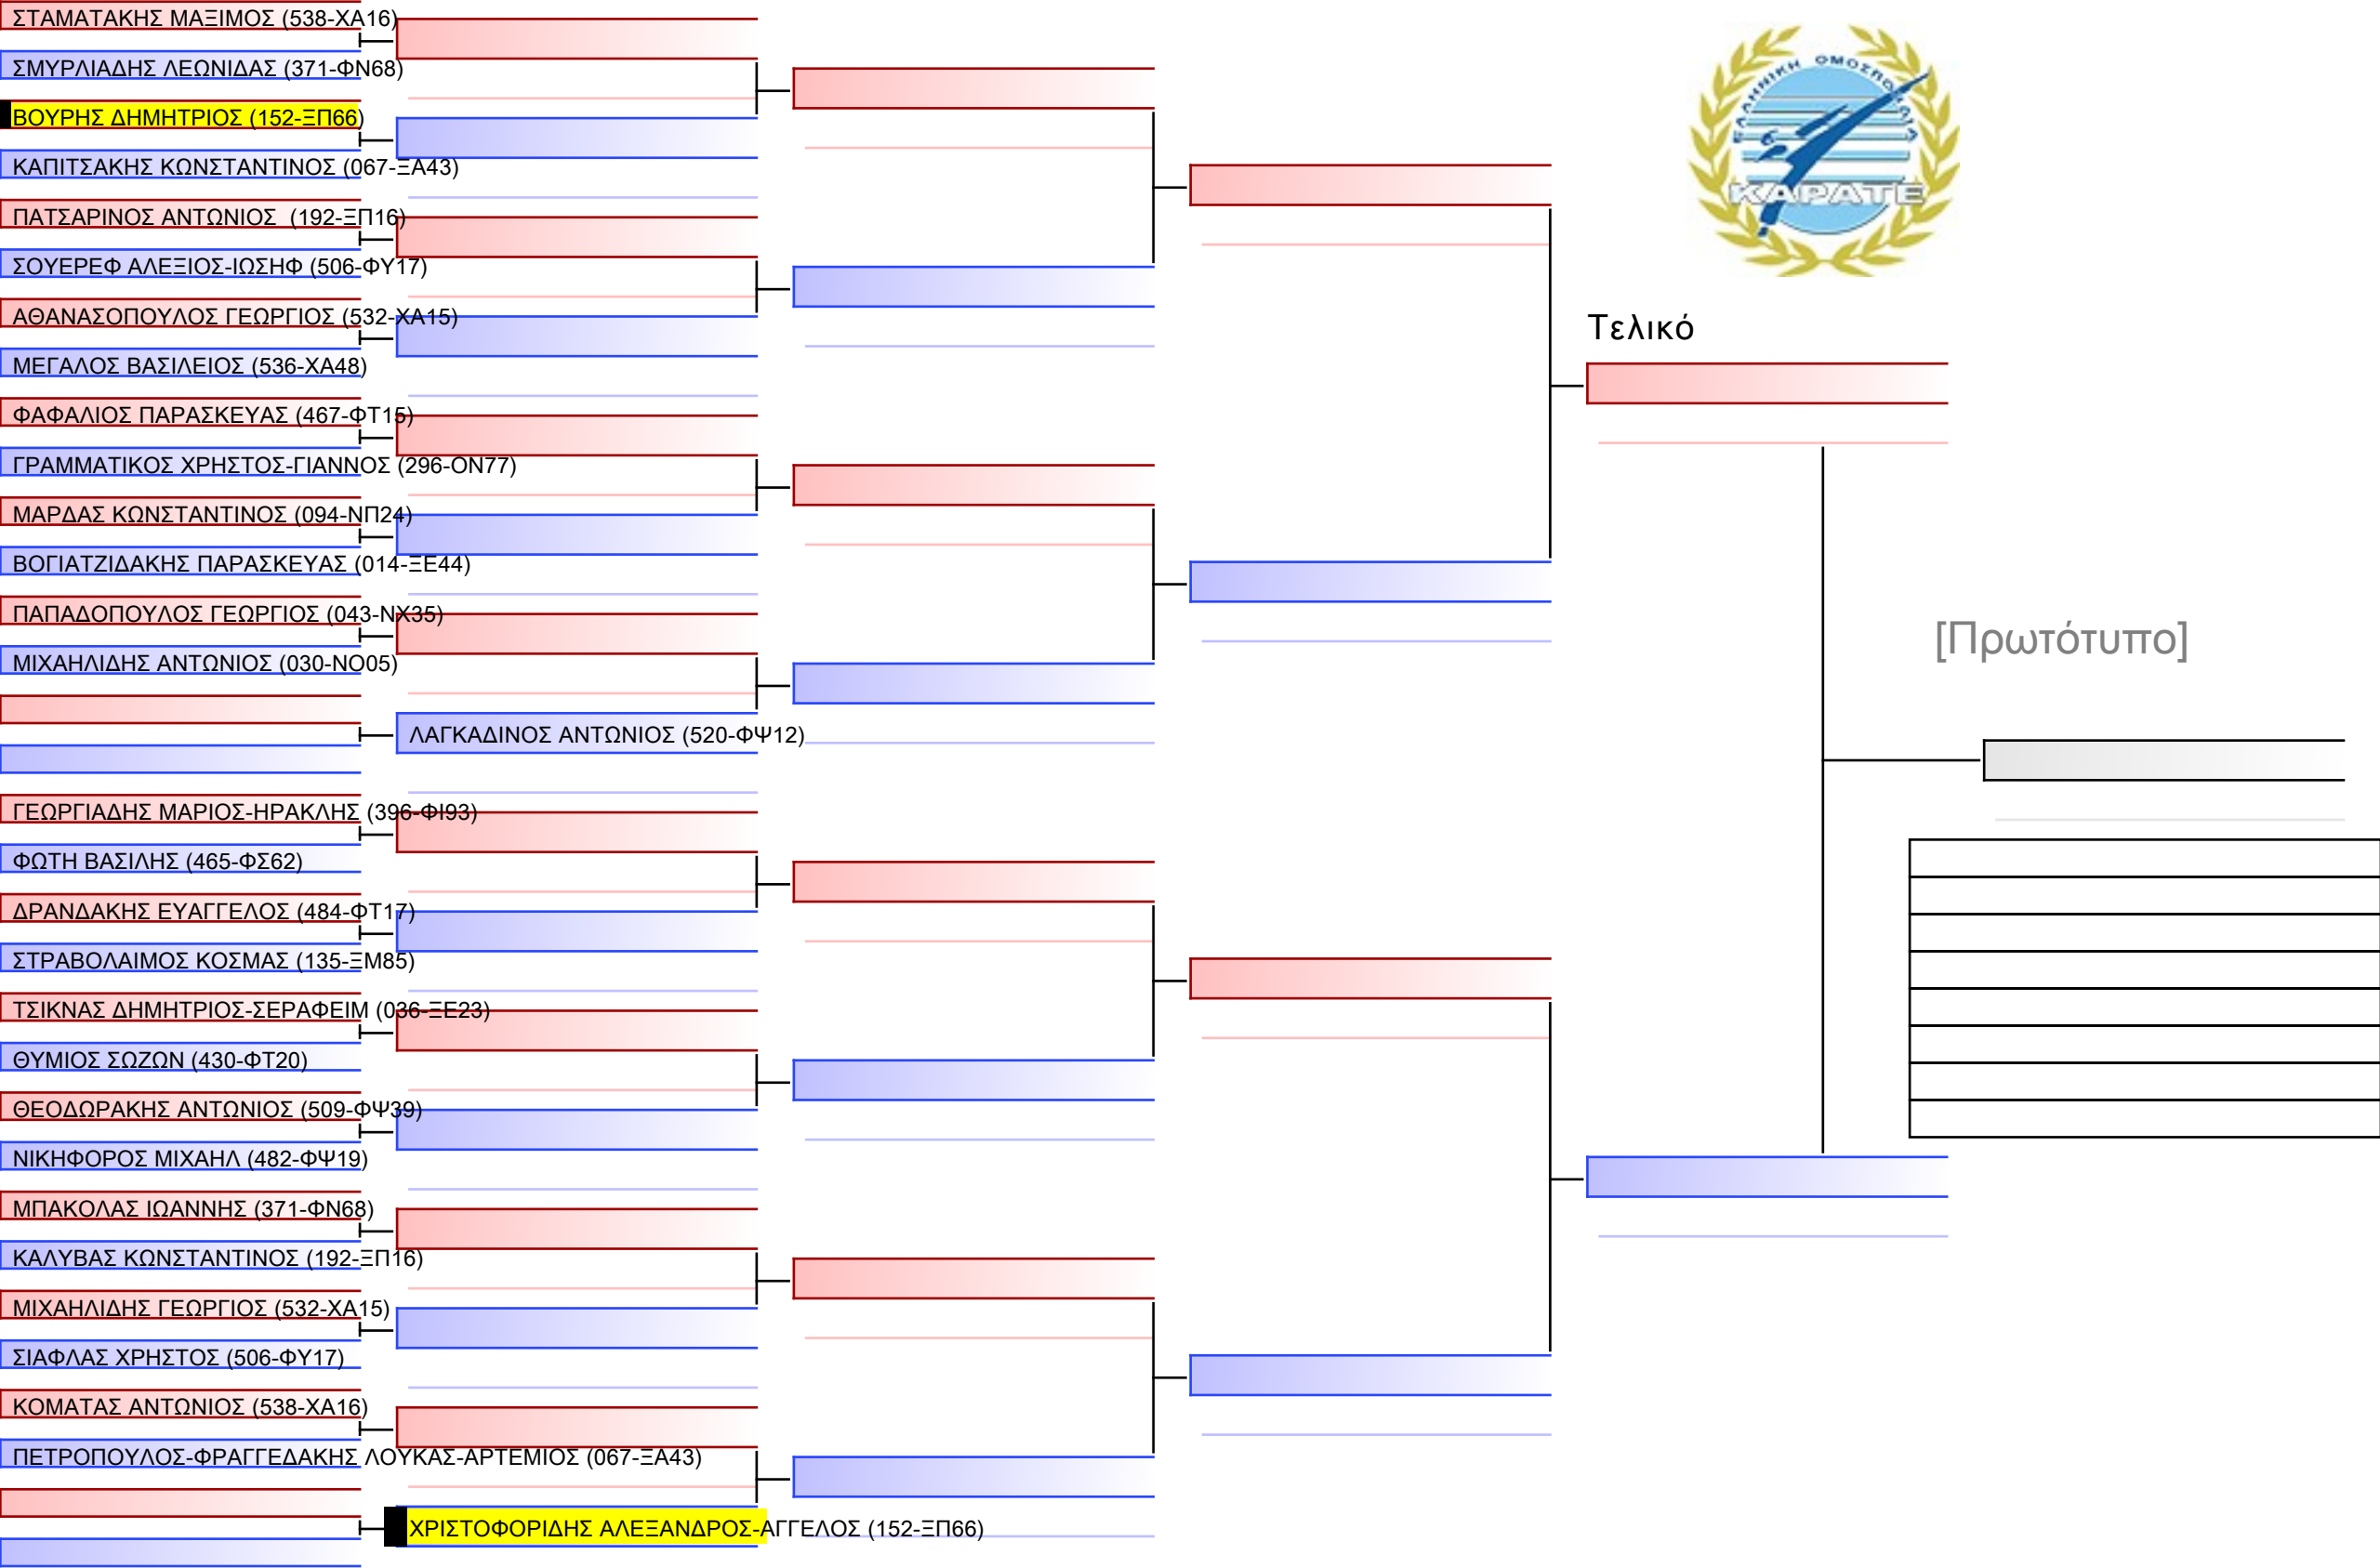 ΣΤΑΜΑΤΑΚΗΣ ΜΑΞΙΜΟΣ (538-ΧΑ16)
ΣΜΥΡΛΙΑΔΗΣ ΛΕΩΝΙΔΑΣ (371-ΦΝ68)
ΒΟΥΡΗΣ ΔΗΜΗΤΡΙΟΣ (152-ΞΠ66)
ΚΑΠΙΤΣΑΚΗΣ ΚΩΝΣΤΑΝΤΙΝΟΣ (067-ΞΑ43)
ΠΑΤΣΑΡΙΝΟΣ ΑΝΤΩΝΙΟΣ (192-ΞΠ16)
ΣΟΥΕΡΕΦ ΑΛΕΞΙΟΣ-ΙΩΣΗΦ (506-ΦΥ17)
ΑΘΑΝΑΣΟΠΟΥΛΟΣ ΓΕΩΡΓΙΟΣ (532-ΧΑ15)
ΜΕΓΑΛΟΣ ΒΑΣΙΛΕΙΟΣ (536-ΧΑ48)
ΦΑΦΑΛΙΟΣ ΠΑΡΑΣΚΕΥΑΣ (467-ΦΤ15)
ΓΡΑΜΜΑΤΙΚΟΣ ΧΡΗΣΤΟΣ-ΓΙΑΝΝΟΣ (296-ΟΝ77)
ΜΑΡΔΑΣ ΚΩΝΣΤΑΝΤΙΝΟΣ (094-ΝΠ24)
ΒΟΓΙΑΤΖΙΔΑΚΗΣ ΠΑΡΑΣΚΕΥΑΣ (014-ΞΕ44)
ΠΑΠΑΔΟΠΟΥΛΟΣ ΓΕΩΡΓΙΟΣ (043-ΝΧ35)
ΜΙΧΑΗΛΙΔΗΣ ΑΝΤΩΝΙΟΣ (030-ΝΟ05)
ΛΑΓΚΑΔΙΝΟΣ ΑΝΤΩΝΙΟΣ (520-ΦΨ12)
ΓΕΩΡΓΙΑΔΗΣ ΜΑΡΙΟΣ-ΗΡΑΚΛΗΣ (396-ΦΙ93)
ΦΩΤΗ ΒΑΣΙΛΗΣ (465-ΦΣ62)
ΔΡΑΝΔΑΚΗΣ ΕΥΑΓΓΕΛΟΣ (484-ΦΤ17)
ΣΤΡΑΒΟΛΑΙΜΟΣ ΚΟΣΜΑΣ (135-ΞΜ85)
ΤΣΙΚΝΑΣ ΔΗΜΗΤΡΙΟΣ-ΣΕΡΑΦΕΙΜ (036-ΞΕ23)
ΘΥΜΙΟΣ ΣΩΖΩΝ (430-ΦΤ20)
ΘΕΟΔΩΡΑΚΗΣ ΑΝΤΩΝΙΟΣ (509-ΦΨ39)
ΝΙΚΗΦΟΡΟΣ ΜΙΧΑΗΛ (482-ΦΨ19)
ΜΠΑΚΟΛΑΣ ΙΩΑΝΝΗΣ (371-ΦΝ68)
ΚΑΛΥΒΑΣ ΚΩΝΣΤΑΝΤΙΝΟΣ (192-ΞΠ16)
ΜΙΧΑΗΛΙΔΗΣ ΓΕΩΡΓΙΟΣ (532-ΧΑ15)
ΣΙΑΦΛΑΣ ΧΡΗΣΤΟΣ (506-ΦΥ17)
ΚΟΜΑΤΑΣ ΑΝΤΩΝΙΟΣ (538-ΧΑ16)
ΠΕΤΡΟΠΟΥΛΟΣ-ΦΡΑΓΓΕΔΑΚΗΣ ΛΟΥΚΑΣ-ΑΡΤΕΜΙΟΣ (067-ΞΑ43)
ΧΡΙΣΤΟΦΟΡΙΔΗΣ ΑΛΕΞΑΝΔΡΟΣ-ΑΓΓΕΛΟΣ (152-ΞΠ66)
ΕΛΛΗΝΙΚΗ ΟΜΟΣΠΟΝΔΙΑ
ΚΑΡΑΤΕ
Τελικό
[Πρωτότυπο]